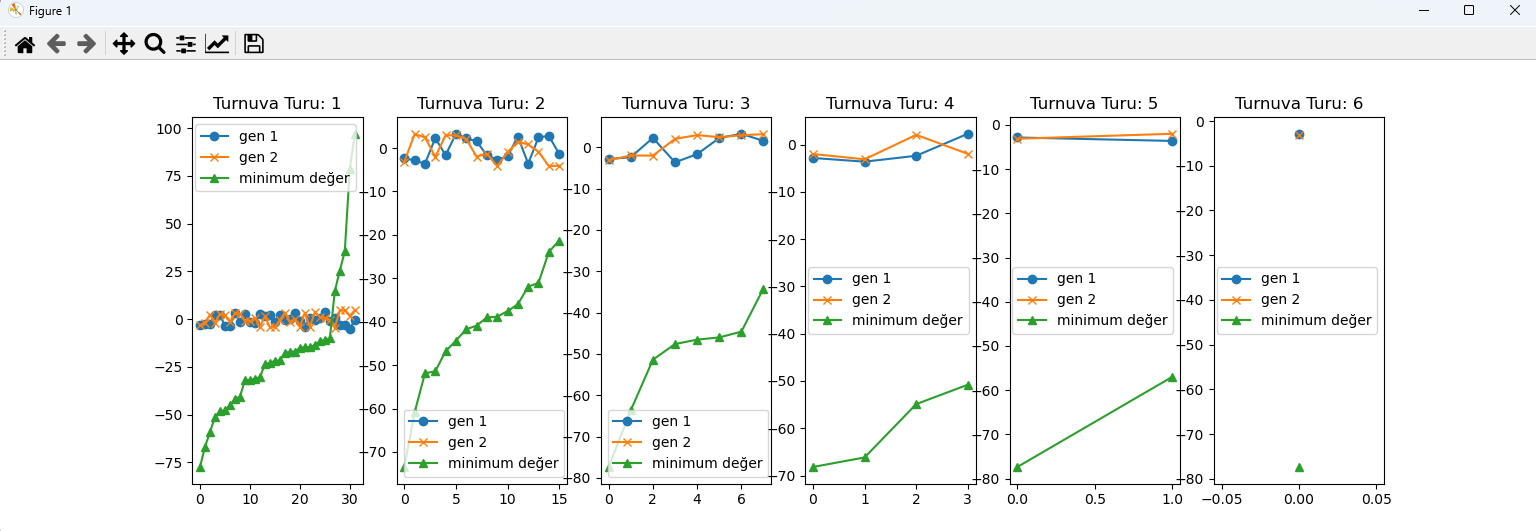 Figure 1
Turnuva Turu: 1
100
75
50
25
0
−25
−50
−75
0
10
20
30
gen 1
gen 2
minimum değer
Turnuva Turu: 2
0
−10
−20
−30
−40
−50
−60
−70
0
5
10
15
gen 1
gen 2
minimum değer
Turnuva Turu: 3
0
−10
−20
−30
−40
−50
−60
−70
−80
0
2
4
6
gen 1
gen 2
minimum değer
Turnuva Turu: 4
0
−10
−20
−30
−40
−50
−60
−70
0
1
2
3
gen 1
gen 2
minimum değer
Turnuva Turu: 5
0
−10
−20
−30
−40
−50
−60
−70
−80
0.0
0.5
1.0
gen 1
gen 2
minimum değer
Turnuva Turu: 6
0
−10
−20
−30
−40
−50
−60
−70
−80
−0.05
0.00
0.05
gen 1
gen 2
minimum değer